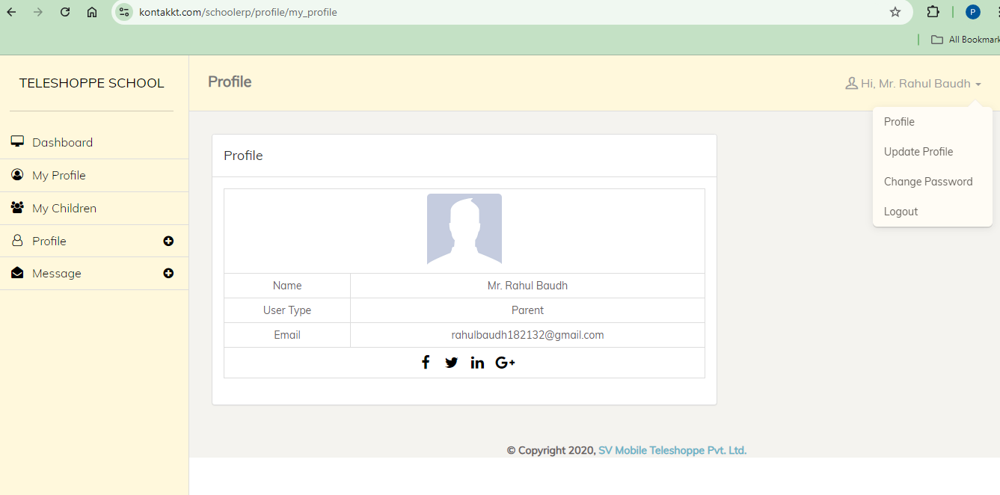 kontakkt.com/schoolerp/profile/my_profile
P
All Bookmark
TELESHOPPE SCHOOL
Profile
Hi, Mr. Rahul Baudh
Profile
Update Profile
Change Password
Logout
Dashboard
My Profile
My Children
Profile
Message
Profile
Name Mr. Rahul Baudh
User Type Parent
Email rahulbaudh182132@gmail.com
© Copyright 2020, SV Mobile Teleshoppe Pvt. Ltd.